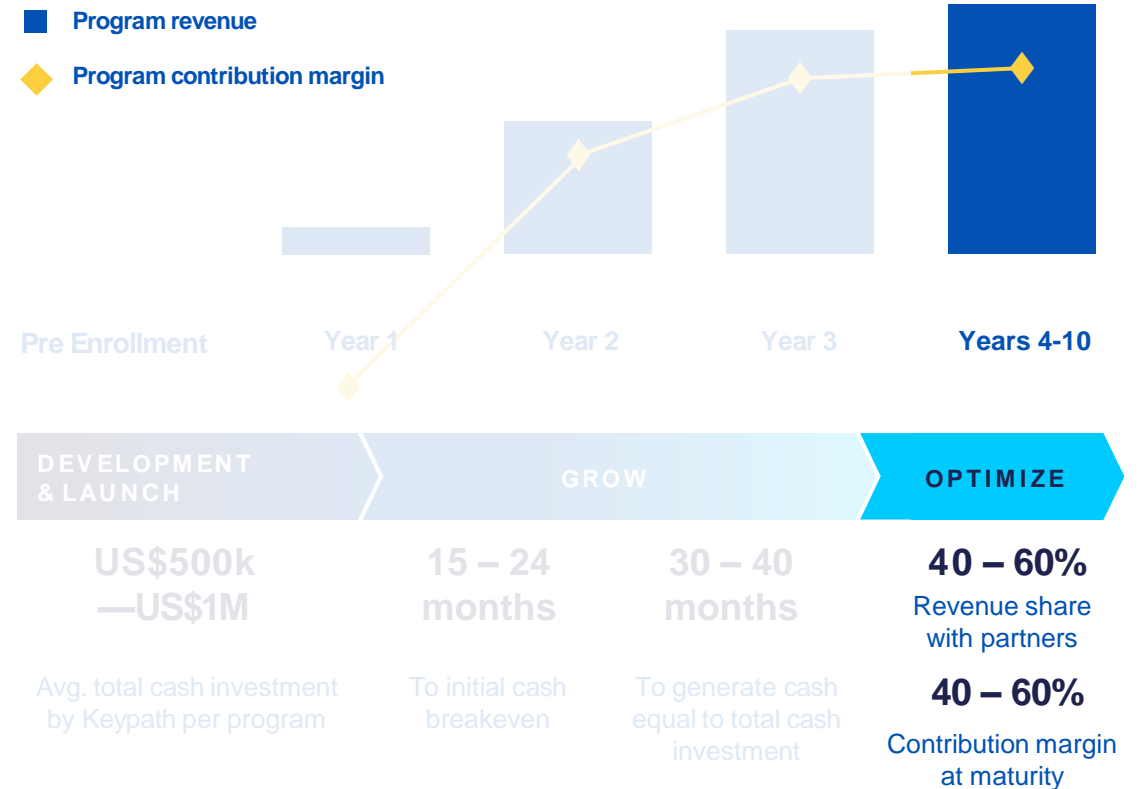 Program revenue
Program contribution margin
Pre Enrollment
Year 1
Year 2
Year 3
Years 4-10
DEVELOPMENT
& LAUNCH
GROW
OPTIMIZE
US$500k
—US$1M
Avg. total cash investment
by Keypath per program
15 – 24
months
To initial cash
breakeven
30 – 40
months
To generate cash
equal to total cash
investment
40 – 60%
Revenue share
with partners
40 – 60%
Contribution margin
at maturity